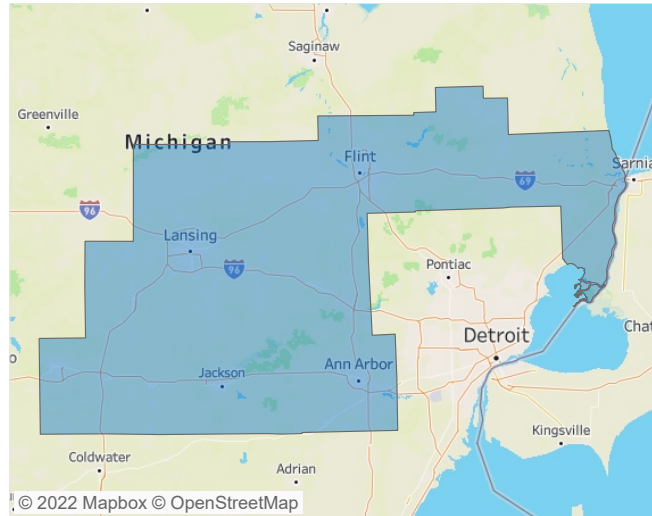 Saginaw
Greenville
Michigan
Flint
Sarnia
69
96
Lansing
96
Pontiac
Detroit
Chat
o
Jackson
Ann Arbor
Kingsville
Coldwater
Adrian
© 2022 Mapbox © OpenStreetMap